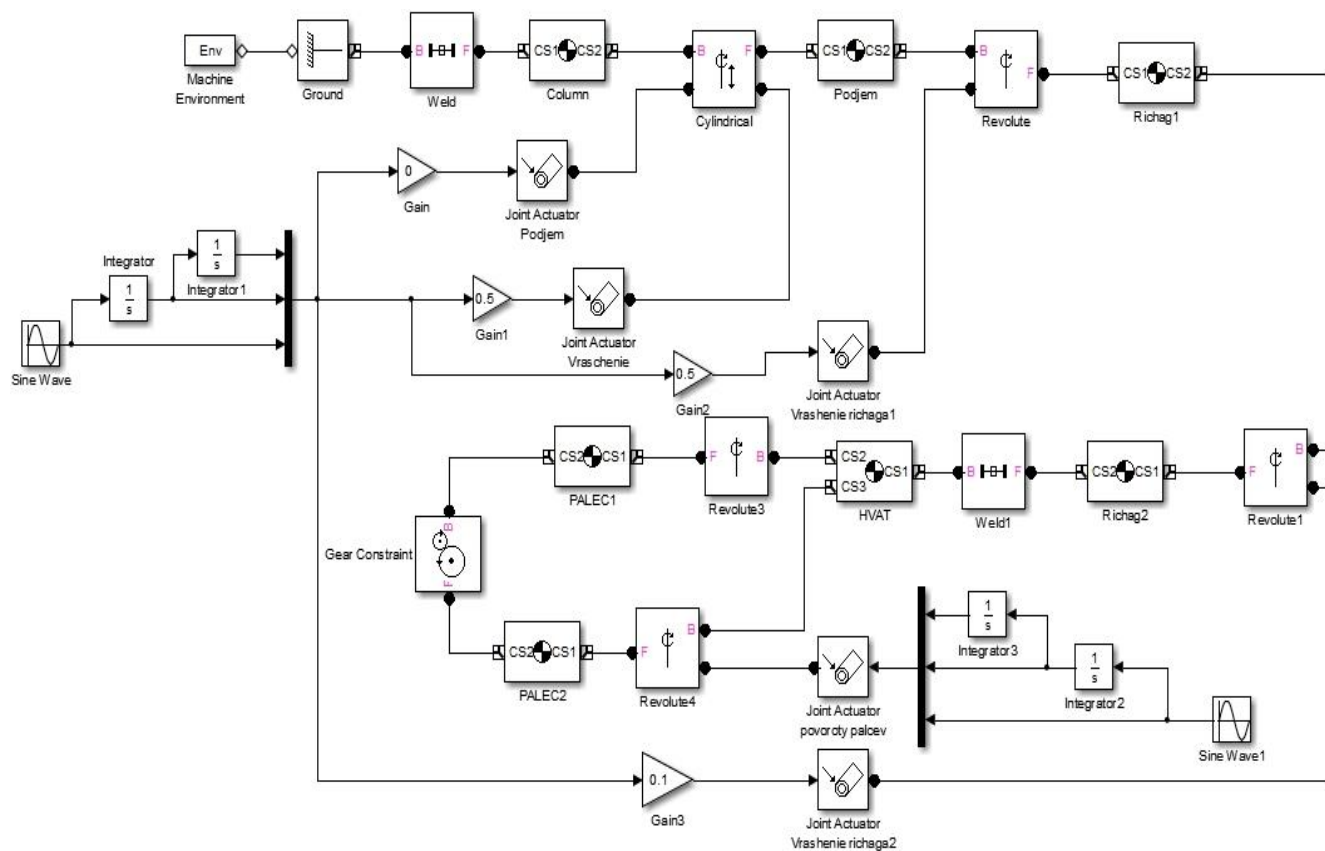 Env
Machine
Environment
Ground
B
F
Weld
CS1 CS2
Column
B
F
Cylindrical
CS1 CS2
Podjem
B
F
Revolute
CS1 CS2
Richag1
0
Gain
Joint Actuator
Podjem
Integrator
1
s
1
s
Integrator1
Sine Wave
0.5
Gain1
Joint Actuator
Vraschenie
0.5
Gain2
Joint Actuator
Vrashenie richaga1
CS2 CS1
PALEC1
F
B
Revolute3
CS2
CS1
CS3
HVAT
B
F
Weld1
CS2 CS1
Richag2
F
B
Revolute1
Gear Constraint
B
F
CS2 CS1
PALEC2
F
B
Revolute4
Joint Actuator
povoroty palcev
1
s
Integrator3
1
s
Integrator2
Sine Wave1
0.1
Gain3
Joint Actuator
Vrashenie richaga2